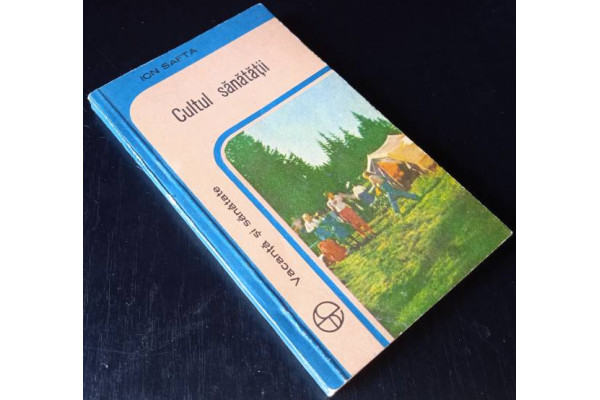 ION SAFTA
Cultul sănătății
Vacanță și sănătate